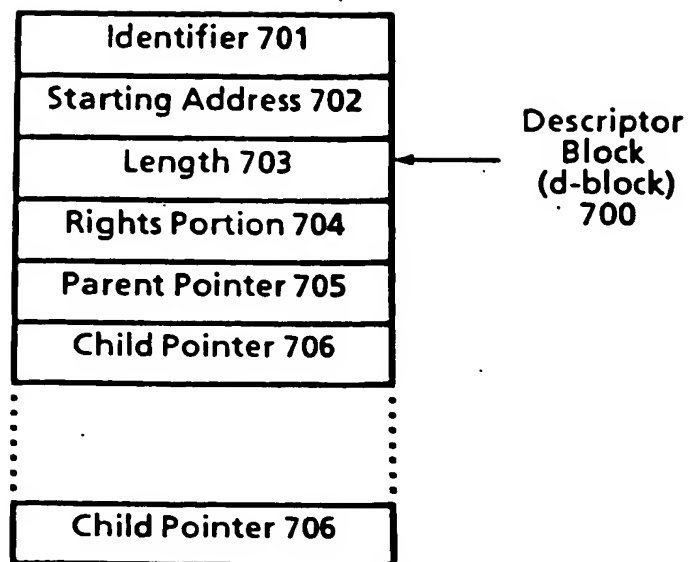 Identifier 701
Starting Address 702
Length 703
Descriptor
Block
(d-block)
700
Rights Portion 704
Parent Pointer 705
Child Pointer 706
Child Pointer 706